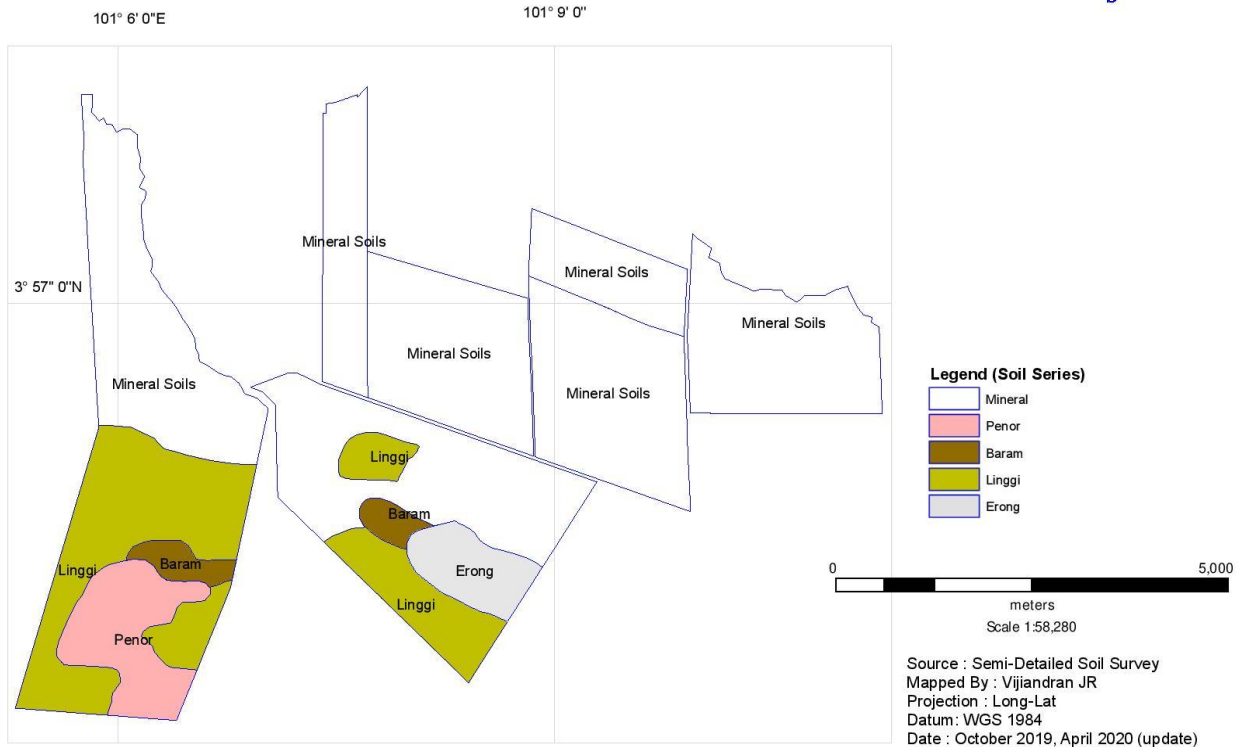 101° 6' 0"E
101° 9' 0"
3° 57" 0"N
Mineral Soils
Mineral Soils
Mineral Soils
Mineral Soils
Mineral Soils
Mineral Soils
Linggi
Baram
Erong
Linggi
Linggi
Baram
Penor
Legend (Soil Series)
Mineral
Penor
Baram
Linggi
Erong
0
5,000
meters
Scale 1:58,280
Source : Semi-Detailed Soil Survey
Mapped By : Vijiandran JR
Projection : Long-Lat
Datum: WGS 1984
Date : October 2019, April 2020 (update)